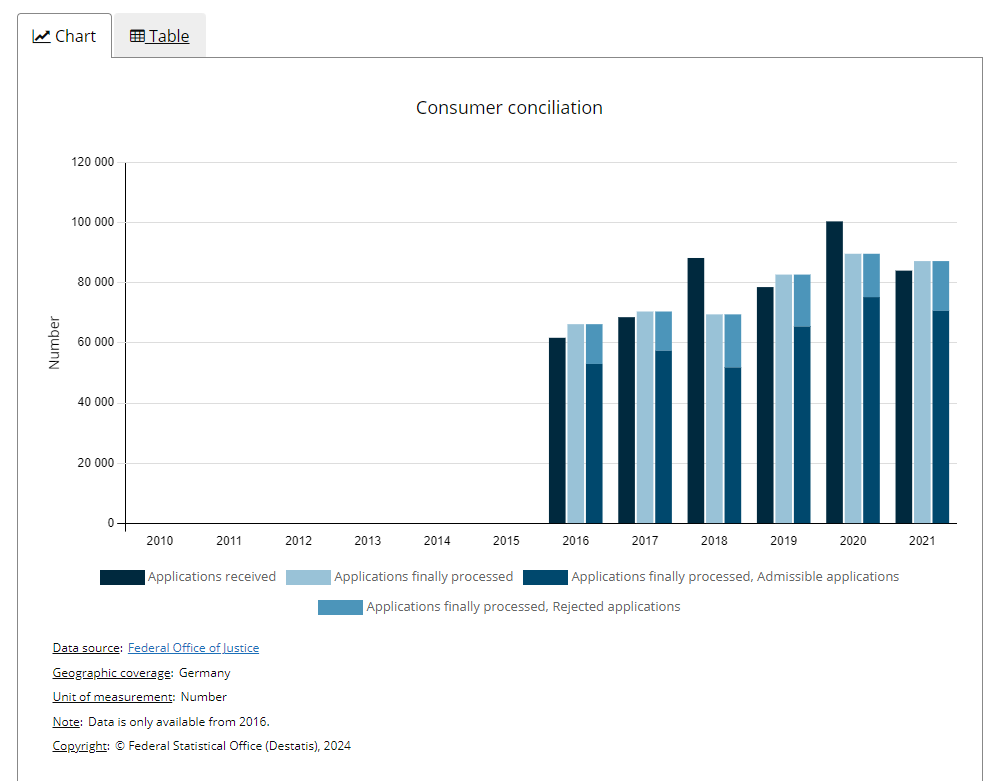 Chart Table
Consumer conciliation
Number
120 000
100 000
80 000
60 000
40 000
20 000
0
2010 2011 2012 2013 2014 2015 2016 2017 2018 2019 2020 2021
Applications received Applications finally processed Applications finally processed, Admissible applications
Applications finally processed, Rejected applications
Data source: Federal Office of Justice
Geographic coverage: Germany
Unit of measurement: Number
Note: Data is only available from 2016.
Copyright: © Federal Statistical Office (Destatis), 2024